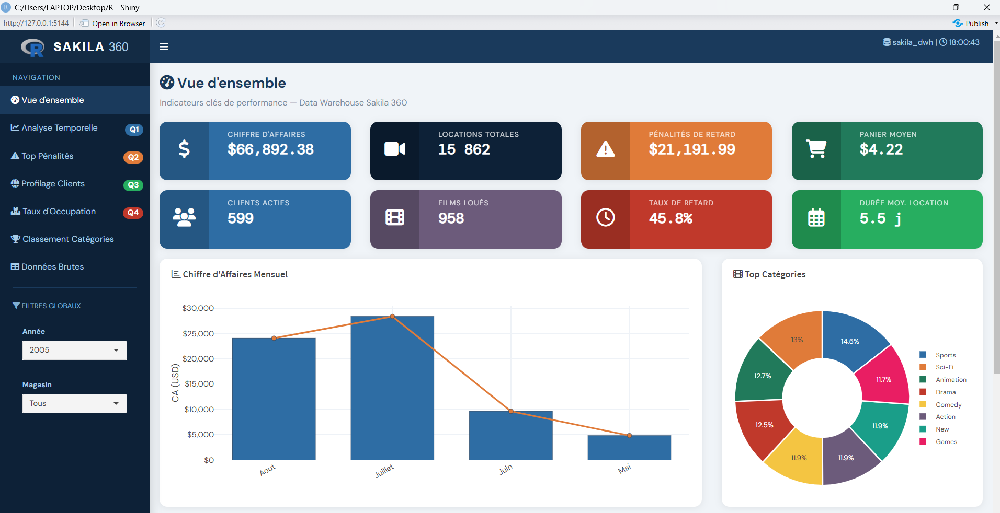 C:/Users/LAPTOP/Desktop/R - Shiny
http://127.0.0.1:5144
Open in Browser
Publish
R SAKILA 360
sakila_dwh | 18:00:43
NAVIGATION
Vue d'ensemble
Analyse Temporelle Q1
Top Pénalités Q2
Profilage Clients Q3
Taux d'Occupation Q4
Classement Catégories
Données Brutes
FILTRES GLOBAUX
Année
2005
Magasin
Tous
Vue d'ensemble
Indicateurs clés de performance — Data Warehouse Sakila 360
CHIFFRE D'AFFAIRES
$66,892.38
LOCATIONS TOTALES
15 862
PÉNALITÉS DE RETARD
$21,191.99
PANIER MOYEN
$4.22
CLIENTS ACTIFS
599
FILMS LOUÉS
958
TAUX DE RETARD
45.8%
DURÉE MOY. LOCATION
5.5 j
Chiffre d'Affaires Mensuel
CA (USD)
$30,000
$25,000
$20,000
$15,000
$10,000
$5,000
$0
Aout
Juillet
Juin
Mai
Top Catégories
14.5%
11.7%
11.9%
11.9%
11.9%
12.5%
12.7%
13%
Sports
Sci-Fi
Animation
Drama
Comedy
Action
New
Games